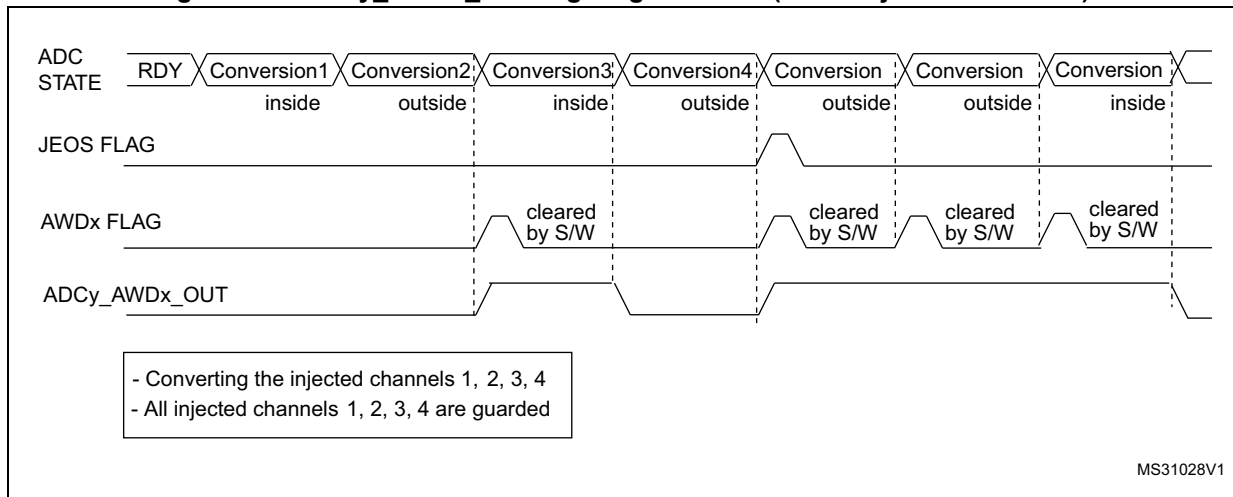 ADC
STATE
RDY Conversion1 Conversion2 Conversion3 Conversion4 Conversion Conversion Conversion
inside outside inside outside outside outside inside
JEOS FLAG
AWDx FLAG
cleared
by S/W
cleared
by S/W
cleared
by S/W
cleared
by S/W
ADCy_AWDx_OUT
- Converting the injected channels 1, 2, 3, 4
- All injected channels 1, 2, 3, 4 are guarded
MS31028V1